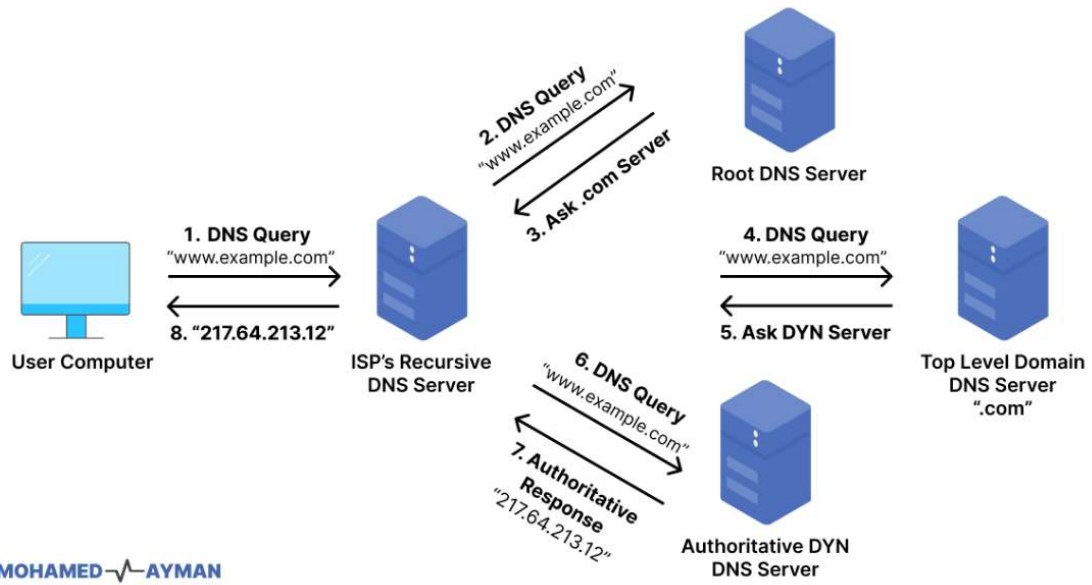 2. DNS Query
“www.example.com”
3. Ask .com Server
Root DNS Server
1. DNS Query
“www.example.com”
8. “217.64.213.12”
4. DNS Query
“www.example.com”
5. Ask DYN Server
User Computer
ISP’s Recursive
DNS Server
Top Level Domain
DNS Server
“.com”
6. DNS Query
“www.example.com”
7. Authoritative
Response
“217.64.213.12”
Authoritative DYN
DNS Server
MOHAMED AYMAN